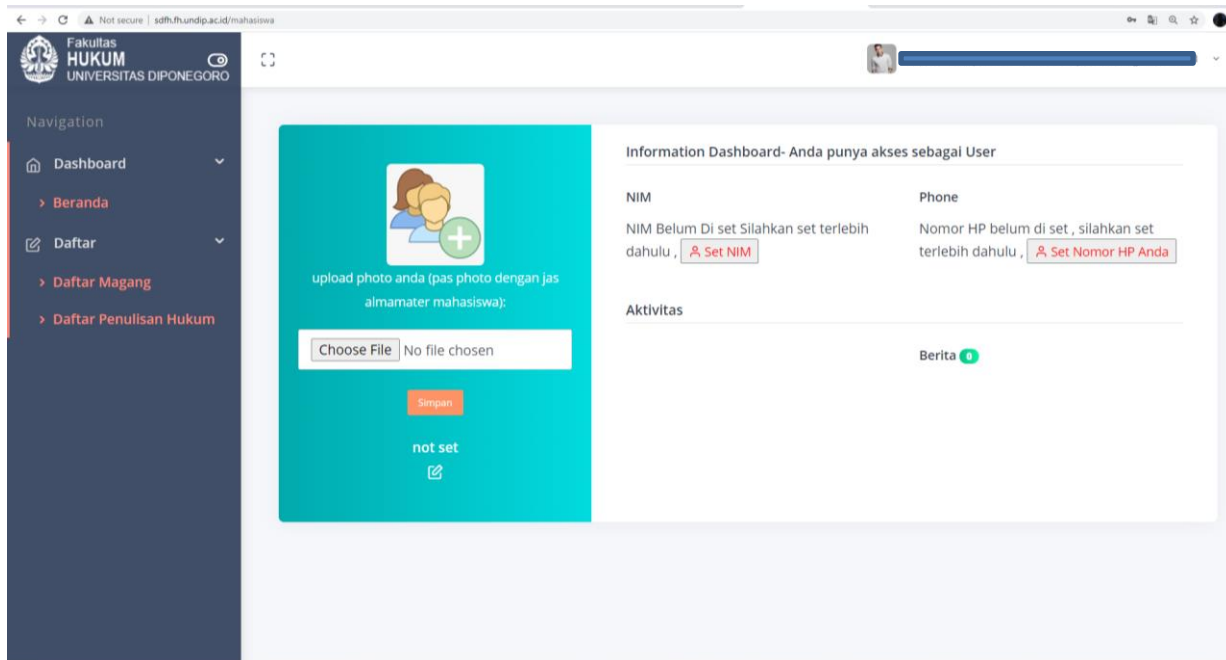 Not secure | sdfh.fh.undip.ac.id/mahasiswa
Fakultas
HUKUM
UNIVERSITAS DIPONEGORO
Navigation
Dashboard
Beranda
Daftar
Daftar Magang
Daftar Penulisan Hukum
upload photo anda (pas photo dengan jas
almamater mahasiswa):
Choose File No file chosen
Simpan
not set
Information Dashboard- Anda punya akses sebagai User
NIM
NIM Belum Di set Silahkan set terlebih
dahulu , Set NIM
Phone
Nomor HP belum di set , silahkan set
terlebih dahulu , Set Nomor HP Anda
Aktivitas
Berita 0